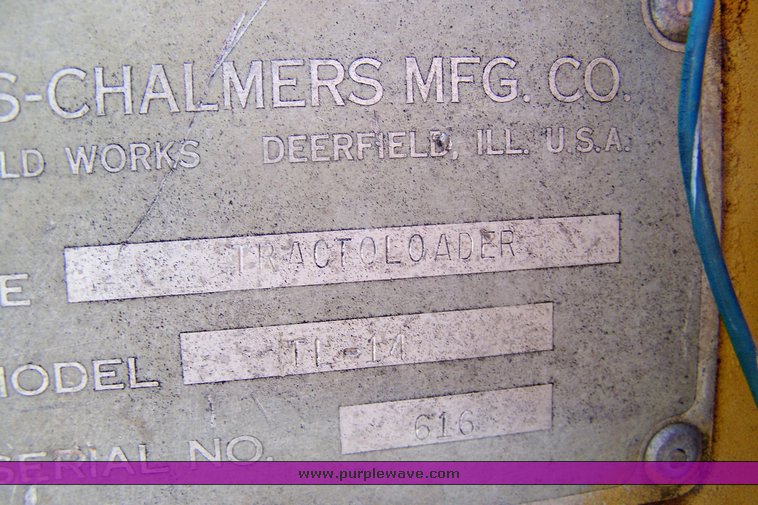 S-CHALMERS MFG. CO.
LD WORKS DEERFIELD, ILL. U.S.A.
E TRACTOLOADER
MODEL TL-14
SERIAL NO. 616
www.purplewave.com